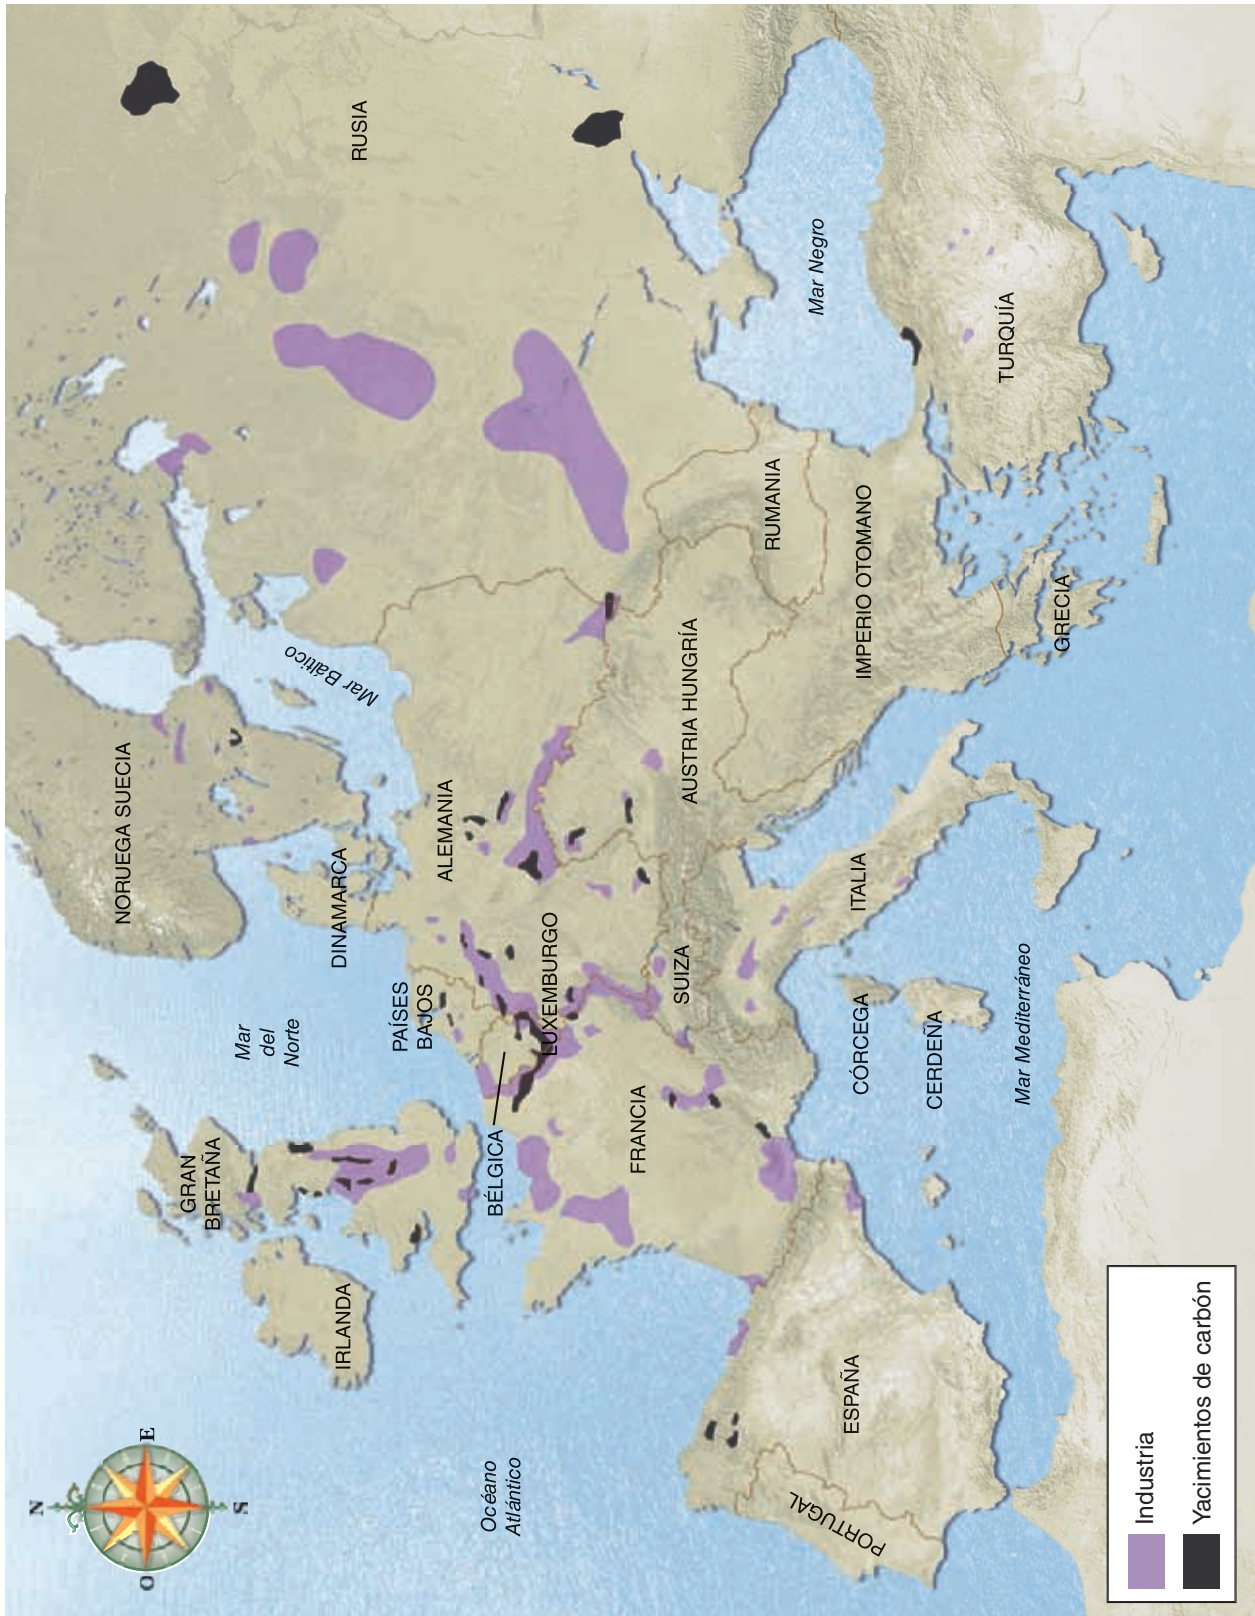 N
O
E
S
NORUEGA SUECIA
RUSIA
GRAN
BRETAÑA
Mar
del
Norte
DINAMARCA
Mar Báltico
IRLANDA
PAÍSES
BAJOS
ALEMANIA
Océano
Atlántico
BÉLGICA
LUXEMBURGO
FRANCIA
SUIZA
AUSTRIA HUNGRÍA
RUMANIA
Mar Negro
PORTUGAL
ESPAÑA
CÓRCEGA
ITALIA
IMPERIO OTOMANO
CERDEÑA
TURQUÍA
Mar Mediterráneo
GRECIA
Industria
Yacimientos de carbón